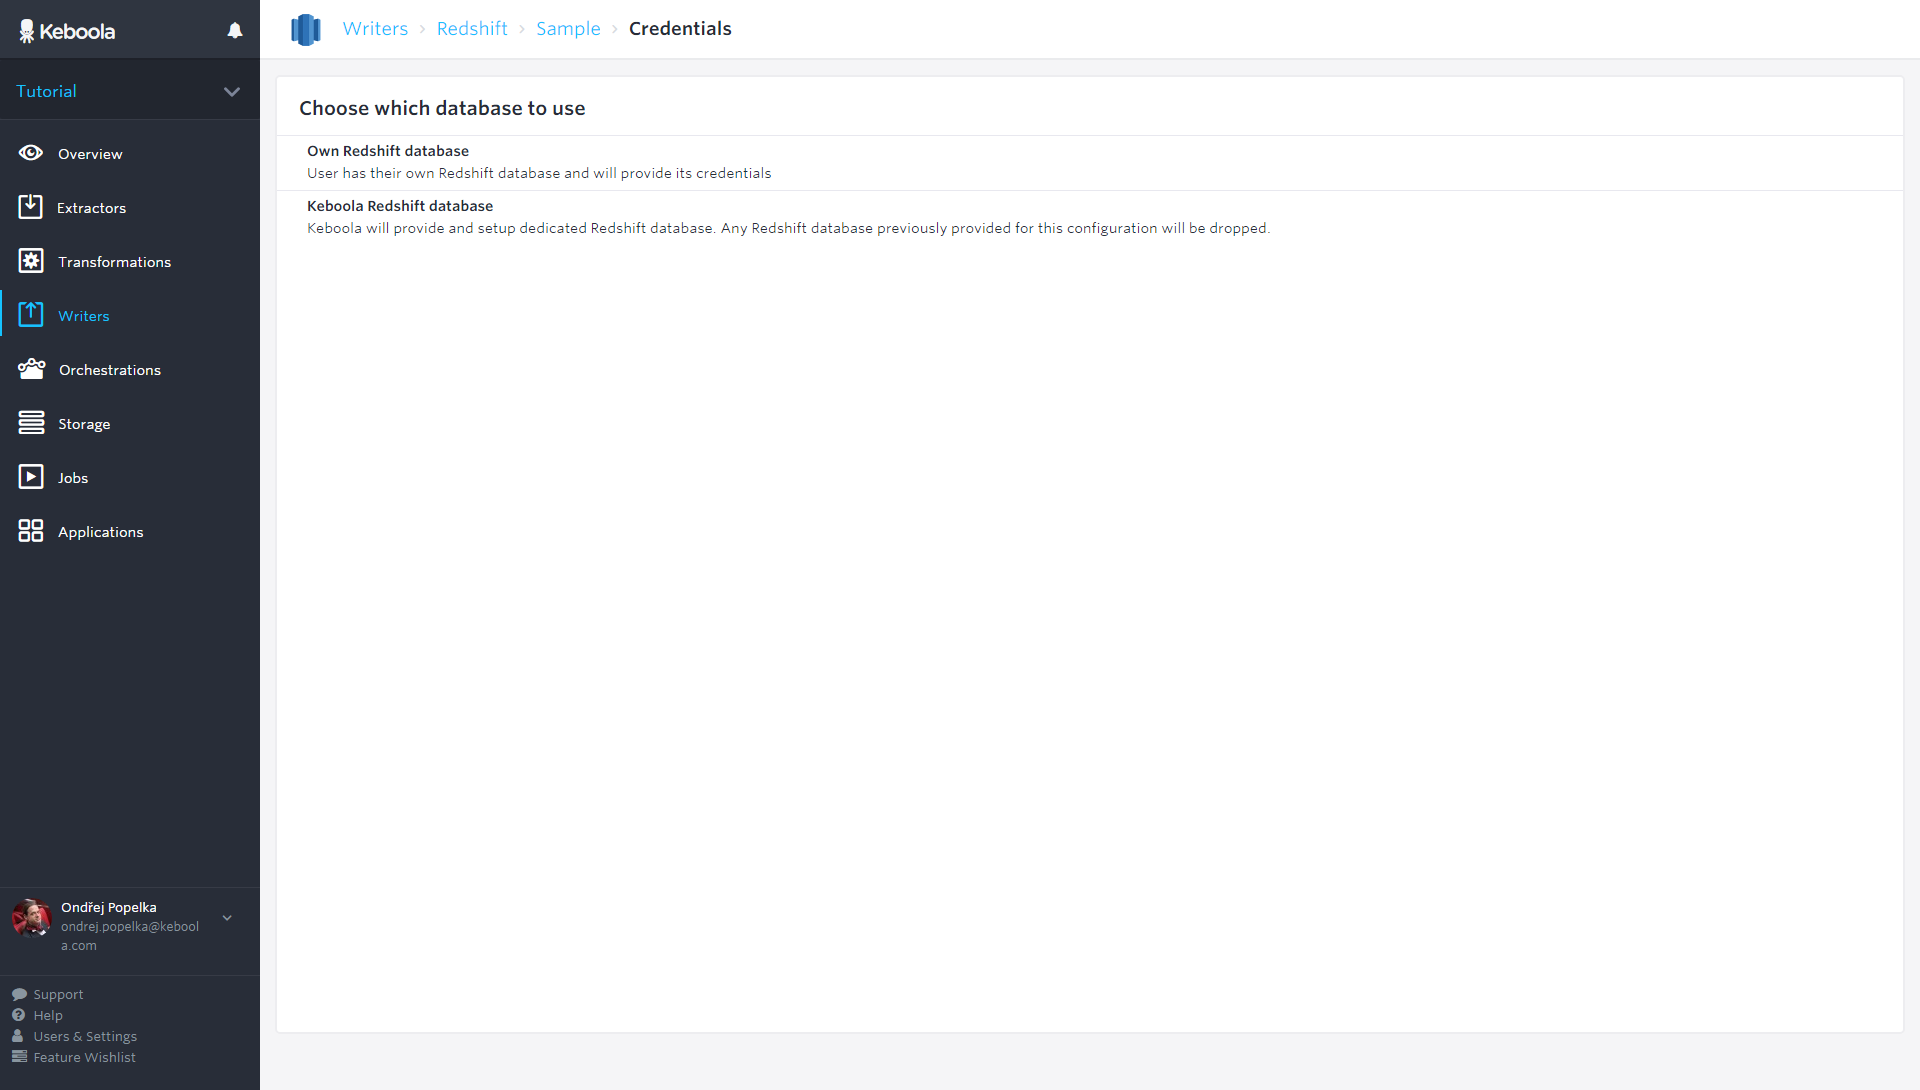 Keboola
Writers › Redshift › Sample › Credentials
Tutorial
Overview
Extractors
Transformations
Writers
Orchestrations
Storage
Jobs
Applications
Ondřej Popelka
ondrej.popelka@kebool
a.com
Support
Help
Users & Settings
Feature Wishlist
Choose which database to use
Own Redshift database
User has their own Redshift database and will provide its credentials
Keboola Redshift database
Keboola will provide and setup dedicated Redshift database. Any Redshift database previously provided for this configuration will be dropped.